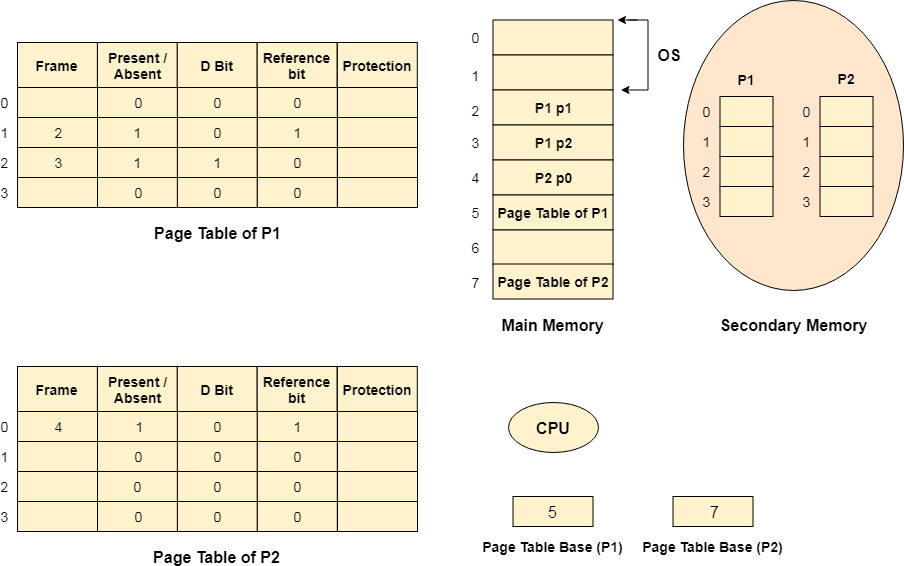 Frame Present / Absent D Bit Reference bit Protection
0 0 0 0
1 2 1 0 1
2 3 1 1 0
3 0 0 0
Page Table of P1
0
1
2 P1 p1
3 P1 p2
4 P2 p0
5 Page Table of P1
6
7 Page Table of P2
OS
Main Memory
P1 P2
0 0
1 1
2 2
3 3
Secondary Memory
Frame Present / Absent D Bit Reference bit Protection
0 4 1 0 1
1 0 0 0
2 0 0 0
3 0 0 0
Page Table of P2
CPU
5 7
Page Table Base (P1) Page Table Base (P2)